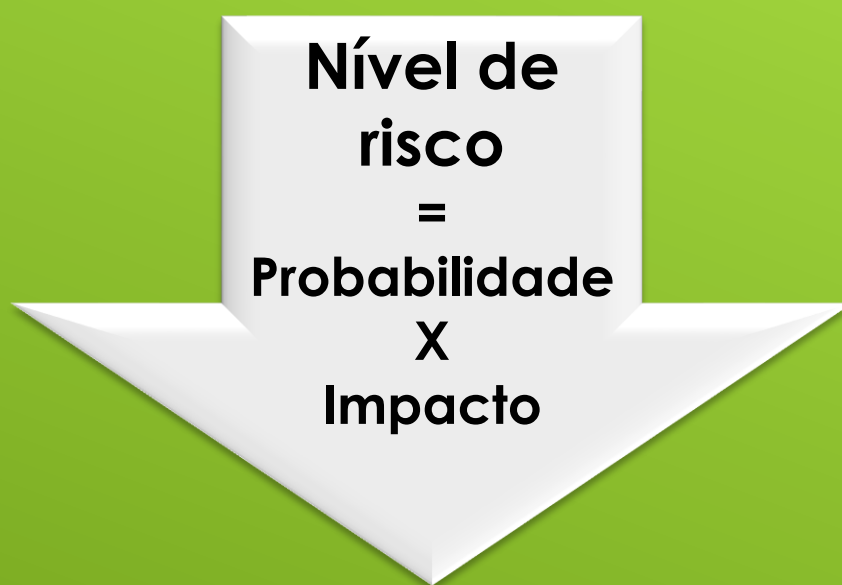 Nível de
risco
=
Probabilidade
X
Impacto